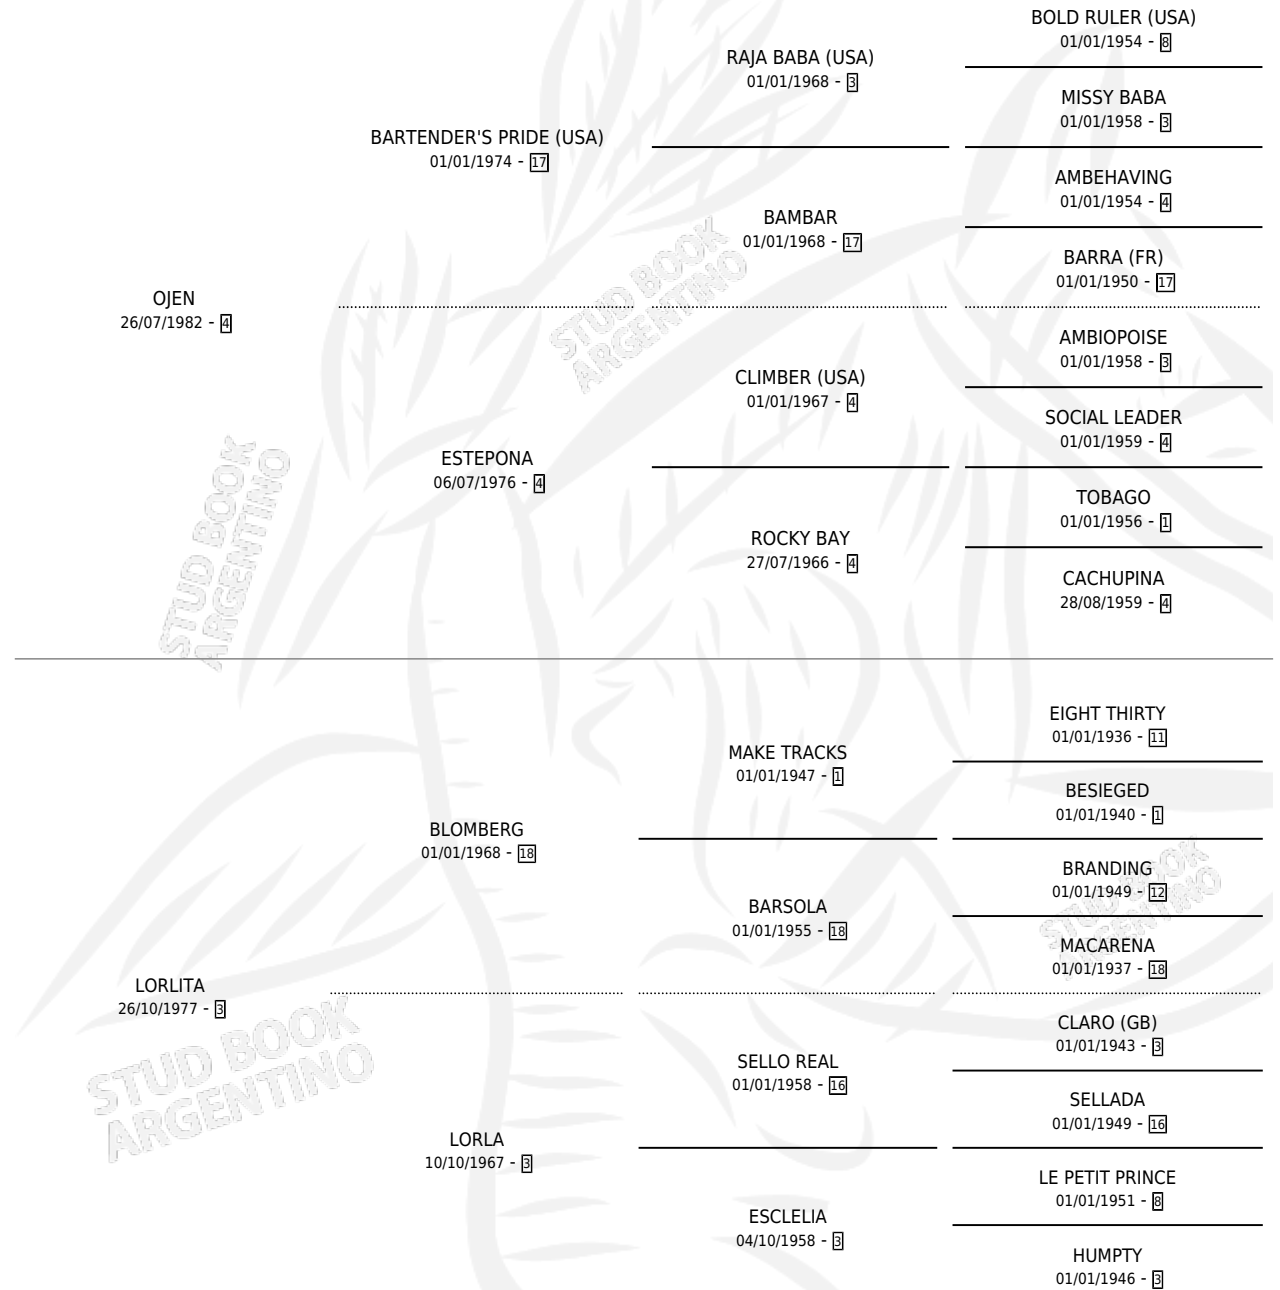 BOLD RULER (USA)
01/01/1954 - 8
RAJA BABA (USA)
01/01/1968 - 3
MISSY BABA
01/01/1958 - 3
BARTENDER'S PRIDE (USA)
01/01/1974 - 17
AMBEHAVING
01/01/1954 - 4
BAMBAR
01/01/1968 - 17
BARRA (FR)
01/01/1950 - 17
OJEN
26/07/1982 - 4
AMBIOPOISE
01/01/1958 - 3
CLIMBER (USA)
01/01/1967 - 4
SOCIAL LEADER
01/01/1959 - 4
ESTEPONA
06/07/1976 - 4
TOBAGO
01/01/1956 - 1
ROCKY BAY
27/07/1966 - 4
CACHUPINA
28/08/1959 - 4
EIGHT THIRTY
01/01/1936 - 11
MAKE TRACKS
01/01/1947 - 1
BESIEGED
01/01/1940 - 1
BLOMBERG
01/01/1968 - 18
BRANDING
01/01/1949 - 12
BARSOLA
01/01/1955 - 18
MACARENA
01/01/1937 - 18
LORLITA
26/10/1977 - 3
CLARO (GB)
01/01/1943 - 3
SELLO REAL
01/01/1958 - 16
SELLADA
01/01/1949 - 16
LORLA
10/10/1967 - 3
LE PETIT PRINCE
01/01/1951 - 8
ESCLELIA
04/10/1958 - 3
HUMPTY
01/01/1946 - 3
STUD BOOK
ARGENTINO
STUD BOOK
ARGENTINO
STUD BOOK
ARGENTINO
STUD BOOK
ARGENTINO